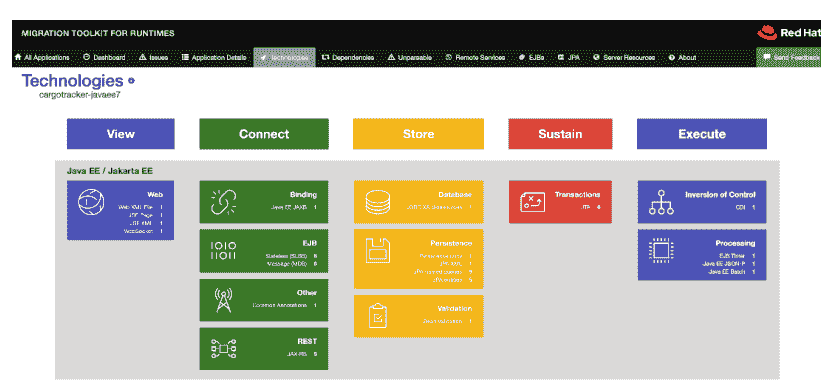 MIGRATION TOOLKIT FOR RUNTIMES
Red Hat
All Applications Dashboard Issues Application Details Technologies Dependencies Unparsable Remote Services EJBs JPA Server Resources About Send Feedback
Technologies
cargotracker-javaee7
View Connect Store Sustain Execute
Java EE / Jakarta EE
Web
Web XML File 1
JSF Page 1
WebSocket 1
Binding
Java EE JAXB 1
EJB
Stateless (SLSB) 6
Message (MDB) 6
Other
Common Annotations 1
REST
JAX-RS 5
Database
Persistence
Validation
Bean Validation 1
Transactions
JTA 4
Inversion of Control
CDI 1
Processing
EJB Timer 1
Java EE JSON-P 1
Java EE Batch 1